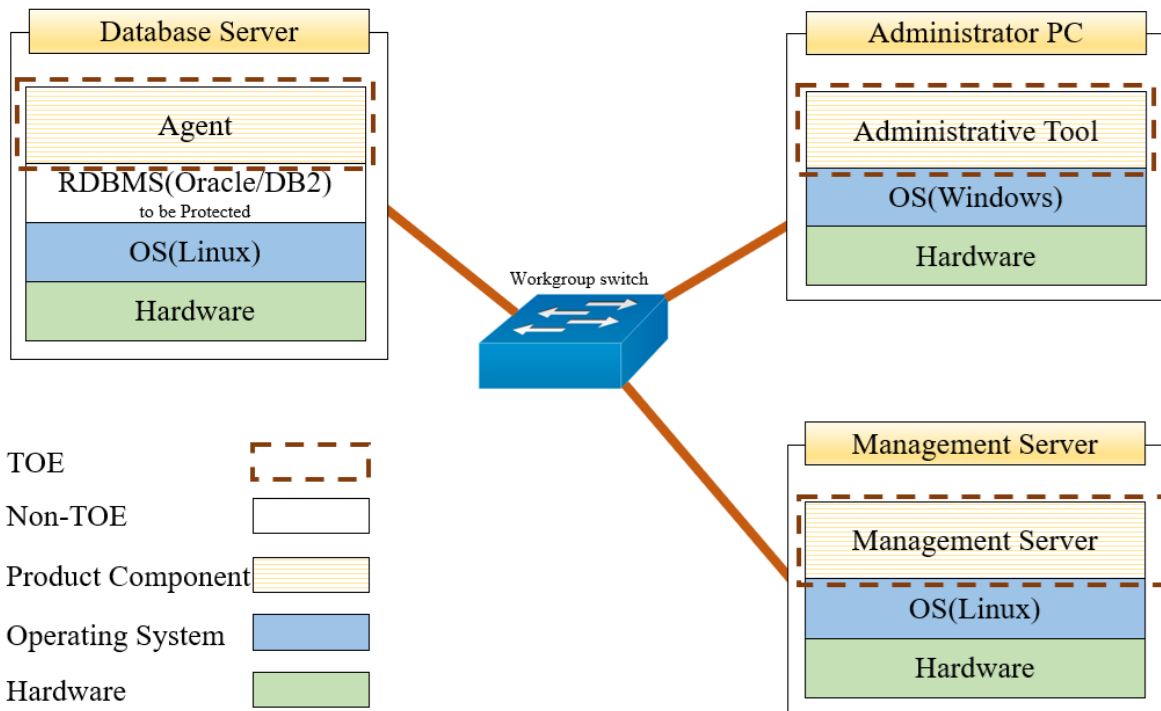 Database Server
Agent
RDBMS(Oracle/DB2)
to be Protected
OS(Linux)
Hardware
Workgroup switch
Administrator PC
Administrative Tool
OS(Windows)
Hardware
Management Server
Management Server
OS(Linux)
Hardware
TOE
Non-TOE
Product Component
Operating System
Hardware